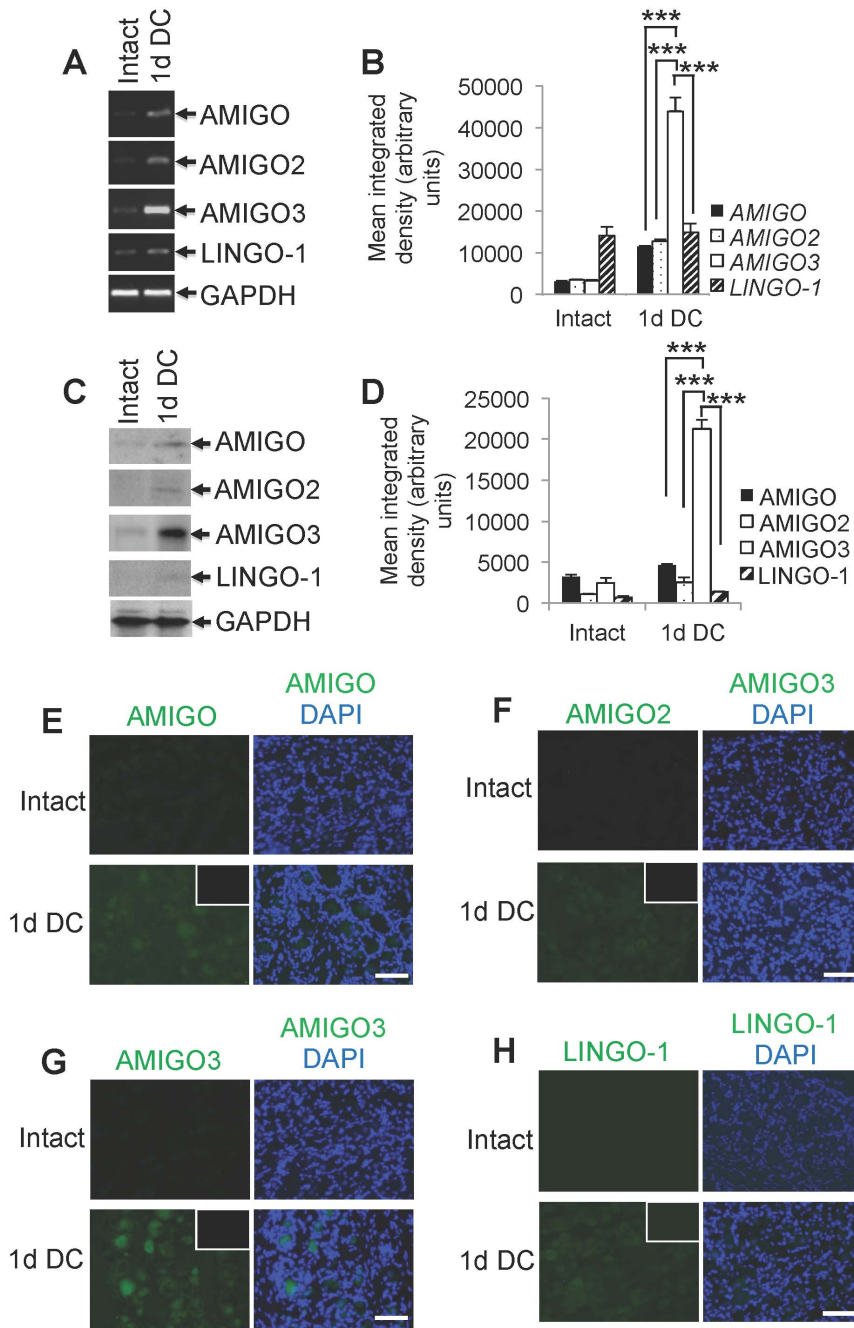 A
Intact
1d DC
AMIGO
AMIGO2
AMIGO3
LINGO-1
GAPDH
B
Mean integrated
density (arbitrary
units)
50000
40000
30000
20000
10000
0
***
***
***
AMIGO
AMIGO2
AMIGO3
LINGO-1
Intact
1d DC
C
Intact
1d DC
AMIGO
AMIGO2
AMIGO3
LINGO-1
GAPDH
D
Mean integrated
density (arbitrary
units)
25000
20000
15000
10000
5000
0
***
***
***
AMIGO
AMIGO2
AMIGO3
LINGO-1
Intact
1d DC
E
AMIGO
AMIGO
DAPI
Intact
1d DC
F
AMIGO2
AMIGO3
DAPI
Intact
1d DC
G
AMIGO3
AMIGO3
DAPI
Intact
1d DC
H
LINGO-1
LINGO-1
DAPI
Intact
1d DC